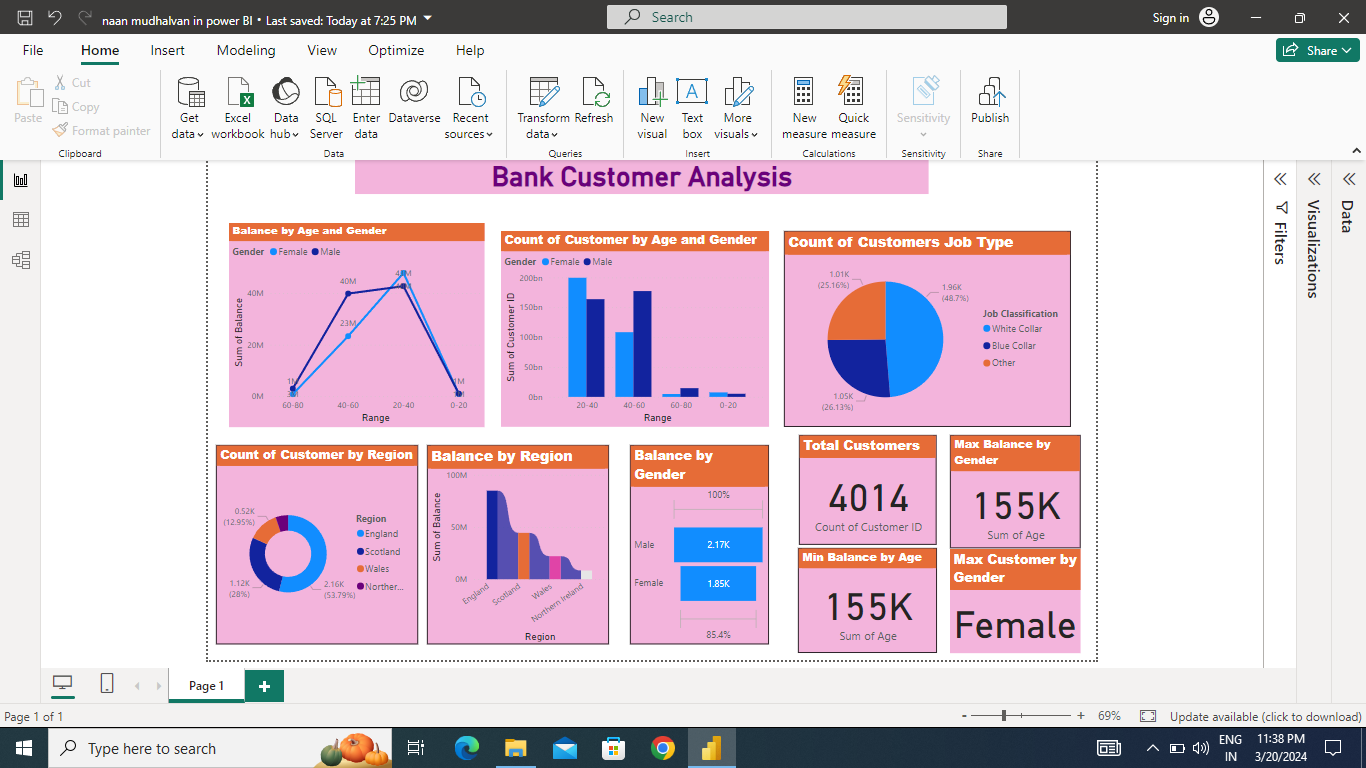 naan mudhalvan in power BI • Last saved: Today at 7:25 PM
Search
Sign in
File Home Insert Modeling View Optimize Help
Share
Paste
Cut
Copy
Format painter
Clipboard
Get data
Excel workbook
Data hub
SQL Server
Enter data
Dataverse
Recent sources
Data
Transform data
Refresh
Queries
New visual
Text box
More visuals
Insert
New measure
Quick measure
Calculations
Sensitivity
Sensitivity
Publish
Share
Filters
Visualizations
Data
Bank Customer Analysis
Balance by Age and Gender
Gender Female Male
Sum of Balance
40M
20M
0M
40M
23M
1M
60-80 40-60 20-40 0-20
Range
Count of Customer by Age and Gender
Gender Female Male
Sum of Customer ID
200bn
150bn
100bn
50bn
0bn
20-40 40-60 60-80 0-20
Range
Count of Customers Job Type
1.01K
(25.16%)
1.96K
(48.7%)
1.05K
(26.13%)
Job Classification
White Collar
Blue Collar
Other
Count of Customer by Region
0.52K
(12.95%)
1.12K
(28%)
2.16K
(53.79%)
Region
England
Scotland
Wales
Norther...
Balance by Region
Sum of Balance
100M
50M
0M
England Scotland Wales Northern Ireland
Region
Balance by
Gender
100%
Male 2.17K
Female 1.85K
85.4%
Total Customers
4014
Count of Customer ID
Max Balance by
Gender
155K
Sum of Age
Min Balance by Age
155K
Sum of Age
Max Customer by
Gender
Female
Page 1
Page 1 of 1
- + 69%
Update available (click to download)
Type here to search
ENG
IN
11:38 PM
3/20/2024